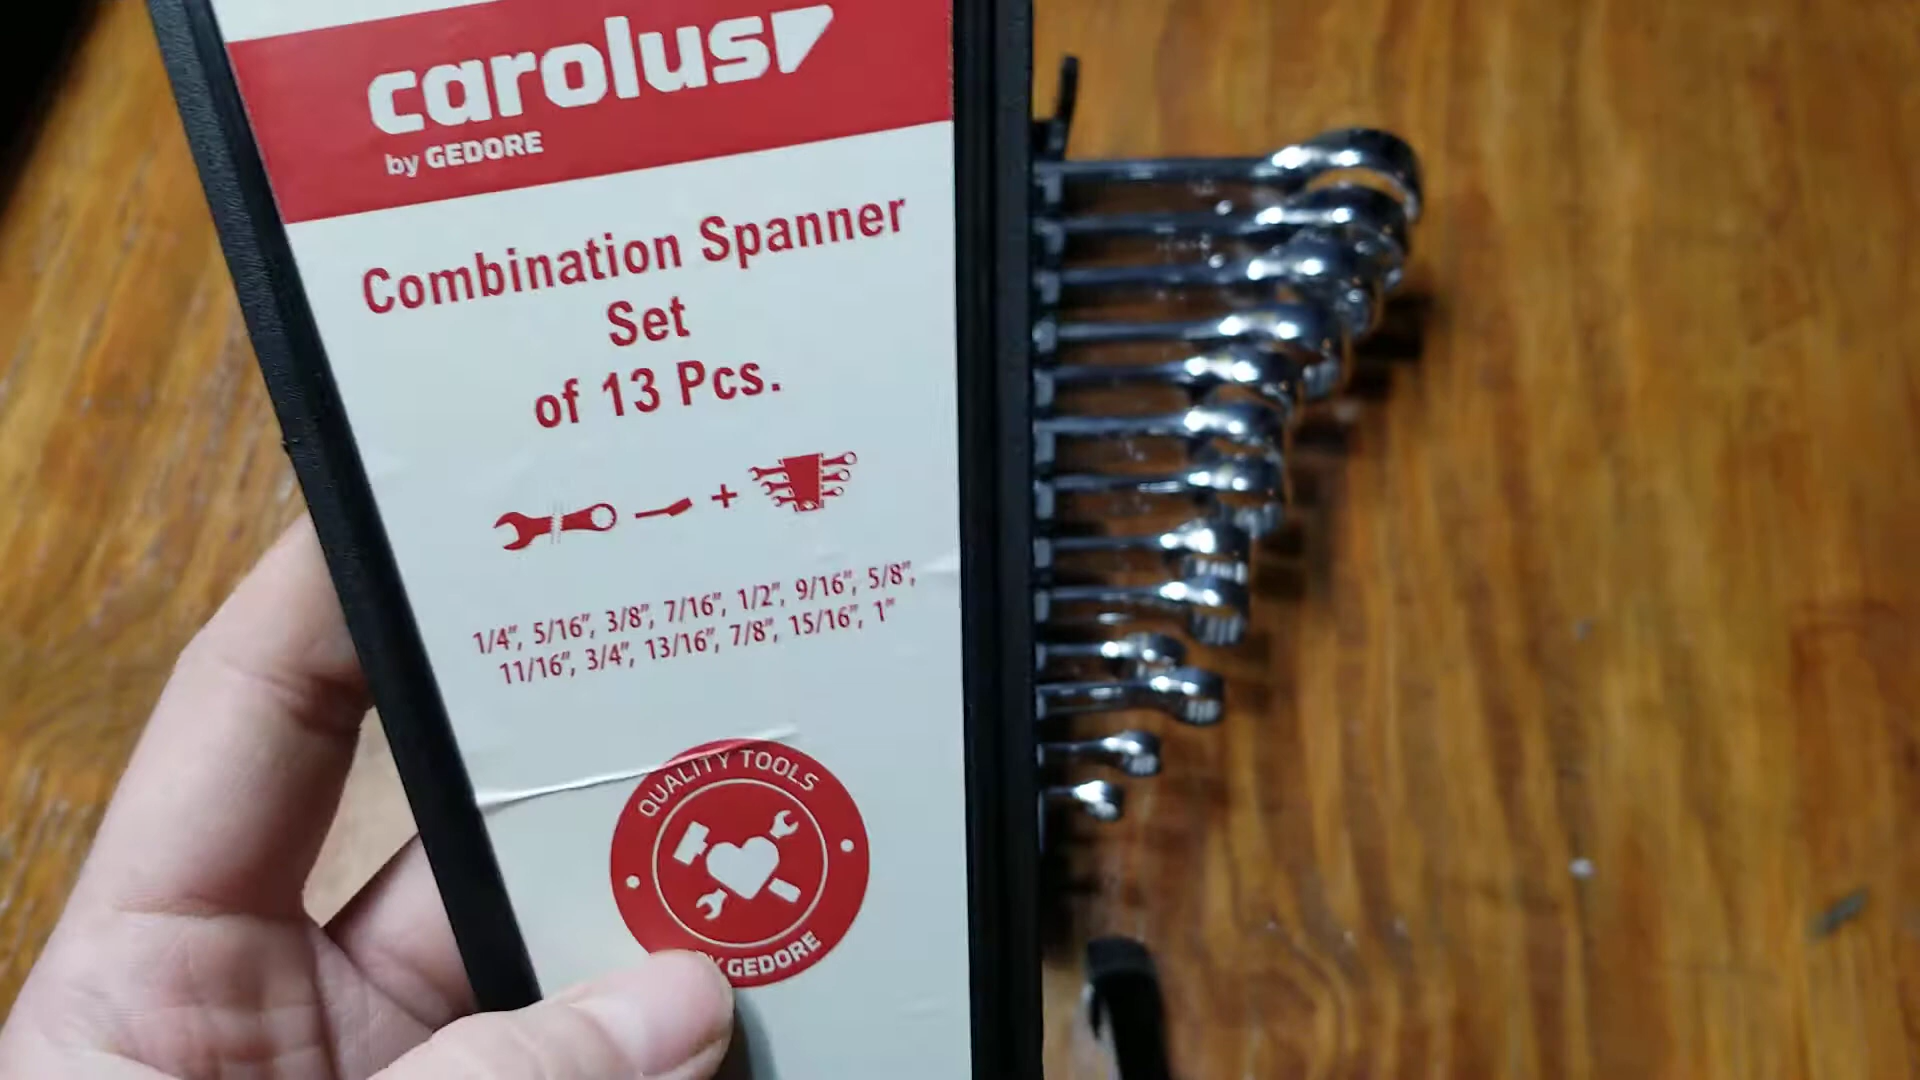 carolus
by GEDORE
Combination Spanner
Set
of 13 Pcs.
+
1/4", 5/16", 3/8", 7/16", 1/2", 9/16", 5/8",
11/16", 3/4", 13/16", 7/8", 15/16", 1"
QUALITY TOOLS
GEDORE